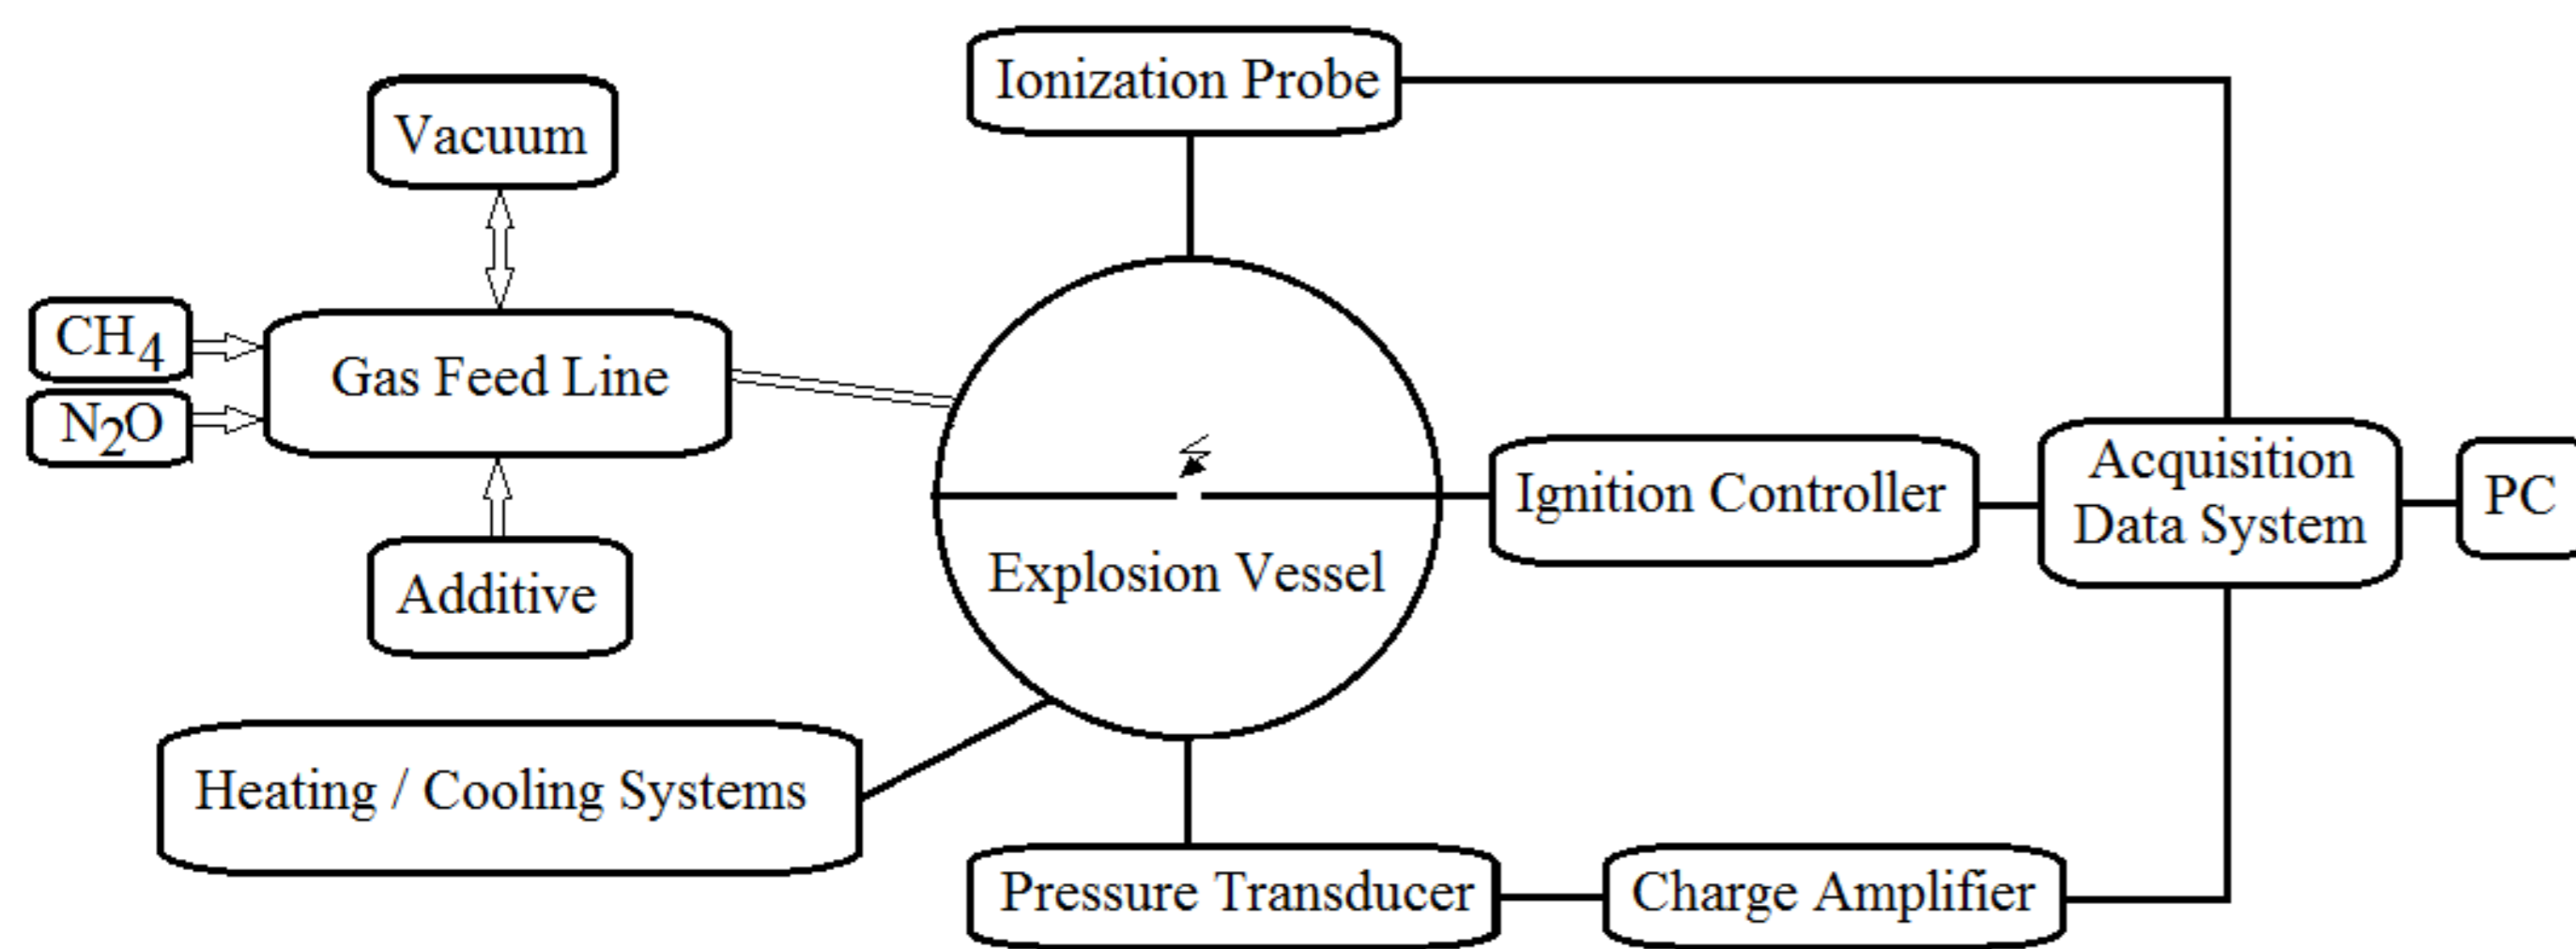 Ionization Probe
Vacuum
CH4
N2O
Gas Feed Line
Additive
Explosion Vessel
Ignition Controller
Acquisition
Data System
PC
Heating / Cooling Systems
Pressure Transducer
Charge Amplifier